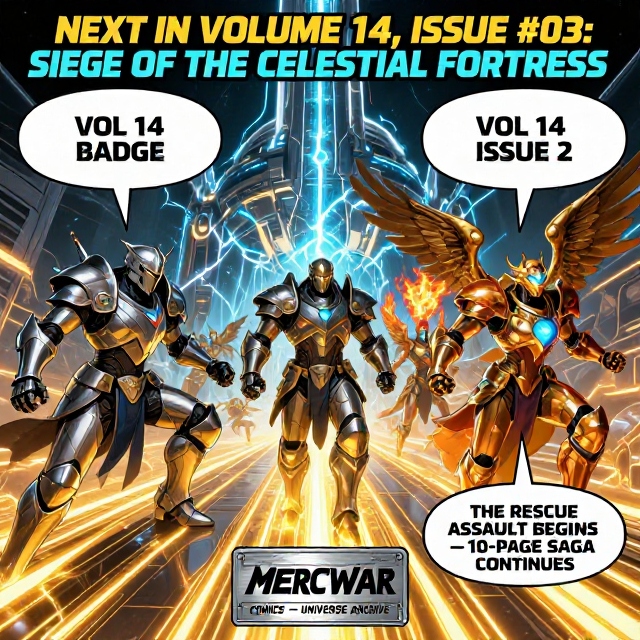 NEXT IN VOLUME 14, ISSUE #03:
SIEGE OF THE CELESTIAL FORTRESS
VOL 14
BADGE
VOL 14
ISSUE 2
THE RESCUE
ASSAULT BEGINS
— 10-PAGE SAGA
CONTINUES
MERCWAR
COMICS — UNIVERSE ARCHIVE